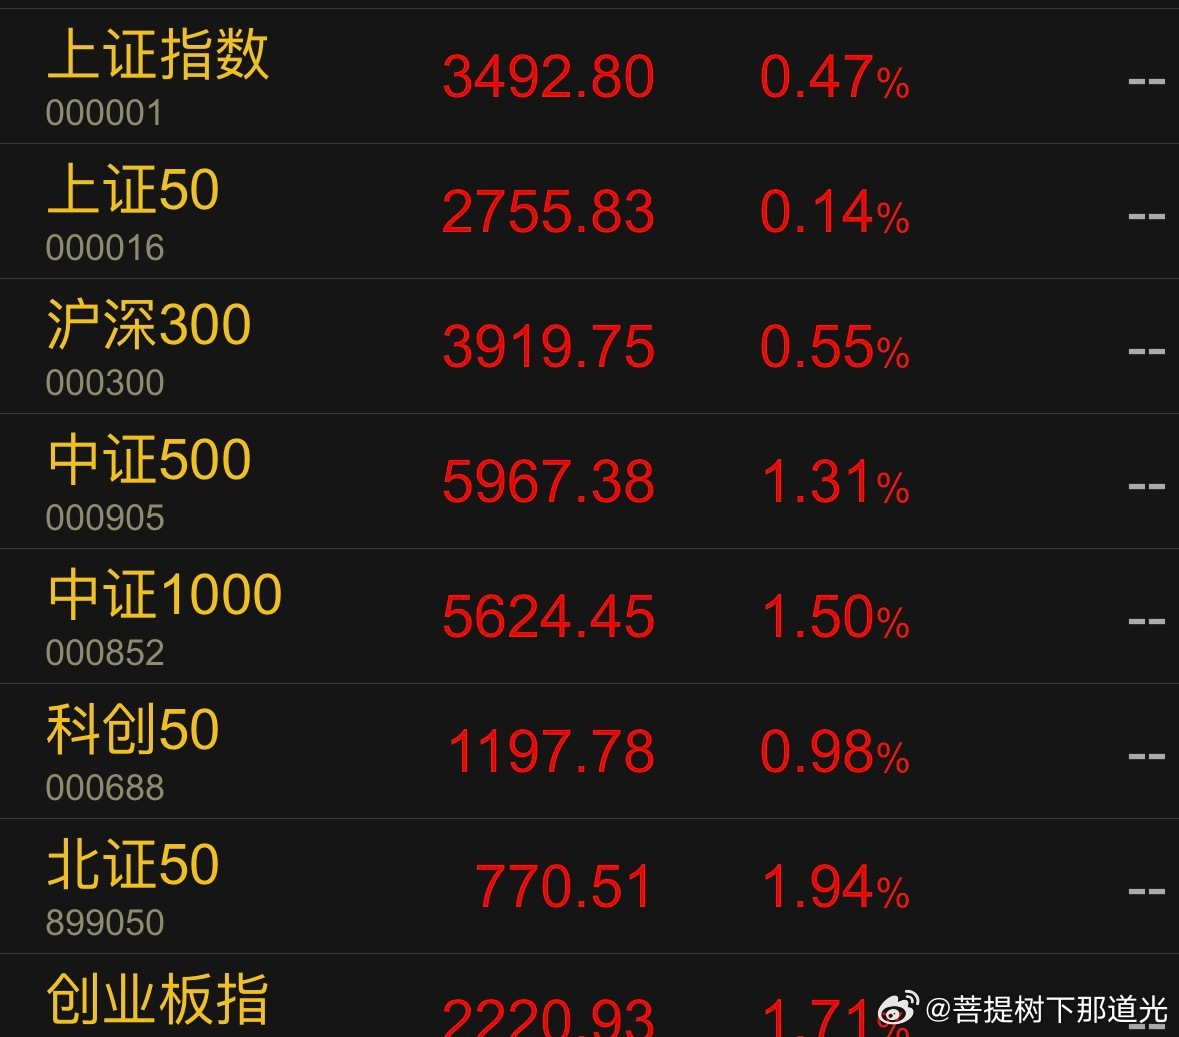 上证指数 3492.80 0.47% --
000001
上证50 2755.83 0.14% --
000016
沪深300 3919.75 0.55% --
000300
中证500 5967.38 1.31% --
000905
中证1000 5624.45 1.50% --
000852
科创50 1197.78 0.98% --
000688
北证50 770.51 1.94% --
899050
创业板指 2220.93 1.71% --
@菩提树下那道光